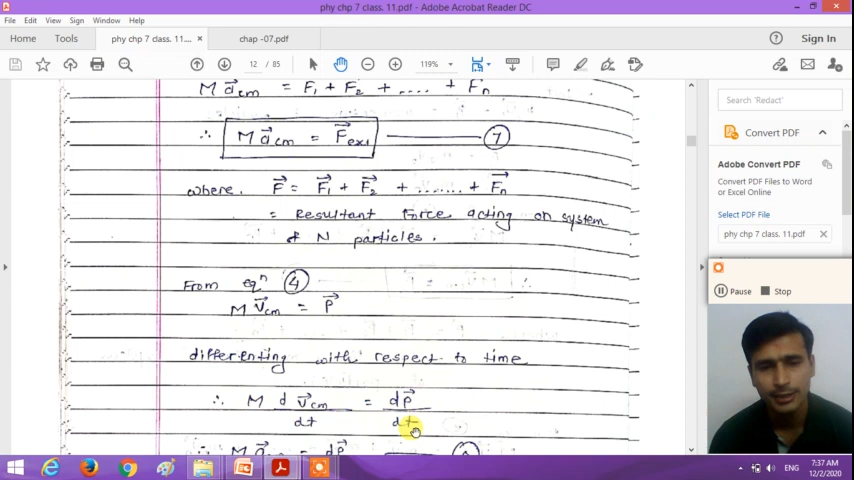 phy chp 7 class. 11.pdf - Adobe Acrobat Reader DC
File Edit View Sign Window Help
Home Tools phy chp 7 class. 11.... × chap -07.pdf Sign In
12 / 85 119%
M a⃗cm = F1 + F2 + .... + Fn
∴ M a⃗cm = F⃗ext ⑦
where. F⃗ = F⃗1 + F⃗2 + ....... + F⃗n
= Resultant force acting on system
of N particles.
From eqn ④
M v⃗cm = P⃗
differenting with respect to time
∴ M d v⃗cm / dt = dP⃗ / dt
∴ M a⃗cm = dP⃗
Search 'Redact'
Convert PDF
Adobe Convert PDF
Convert PDF Files to Word
or Excel Online
Select PDF File
phy chp 7 class. 11.pdf ×
Pause Stop
ENG
7:37 AM
12/2/2020